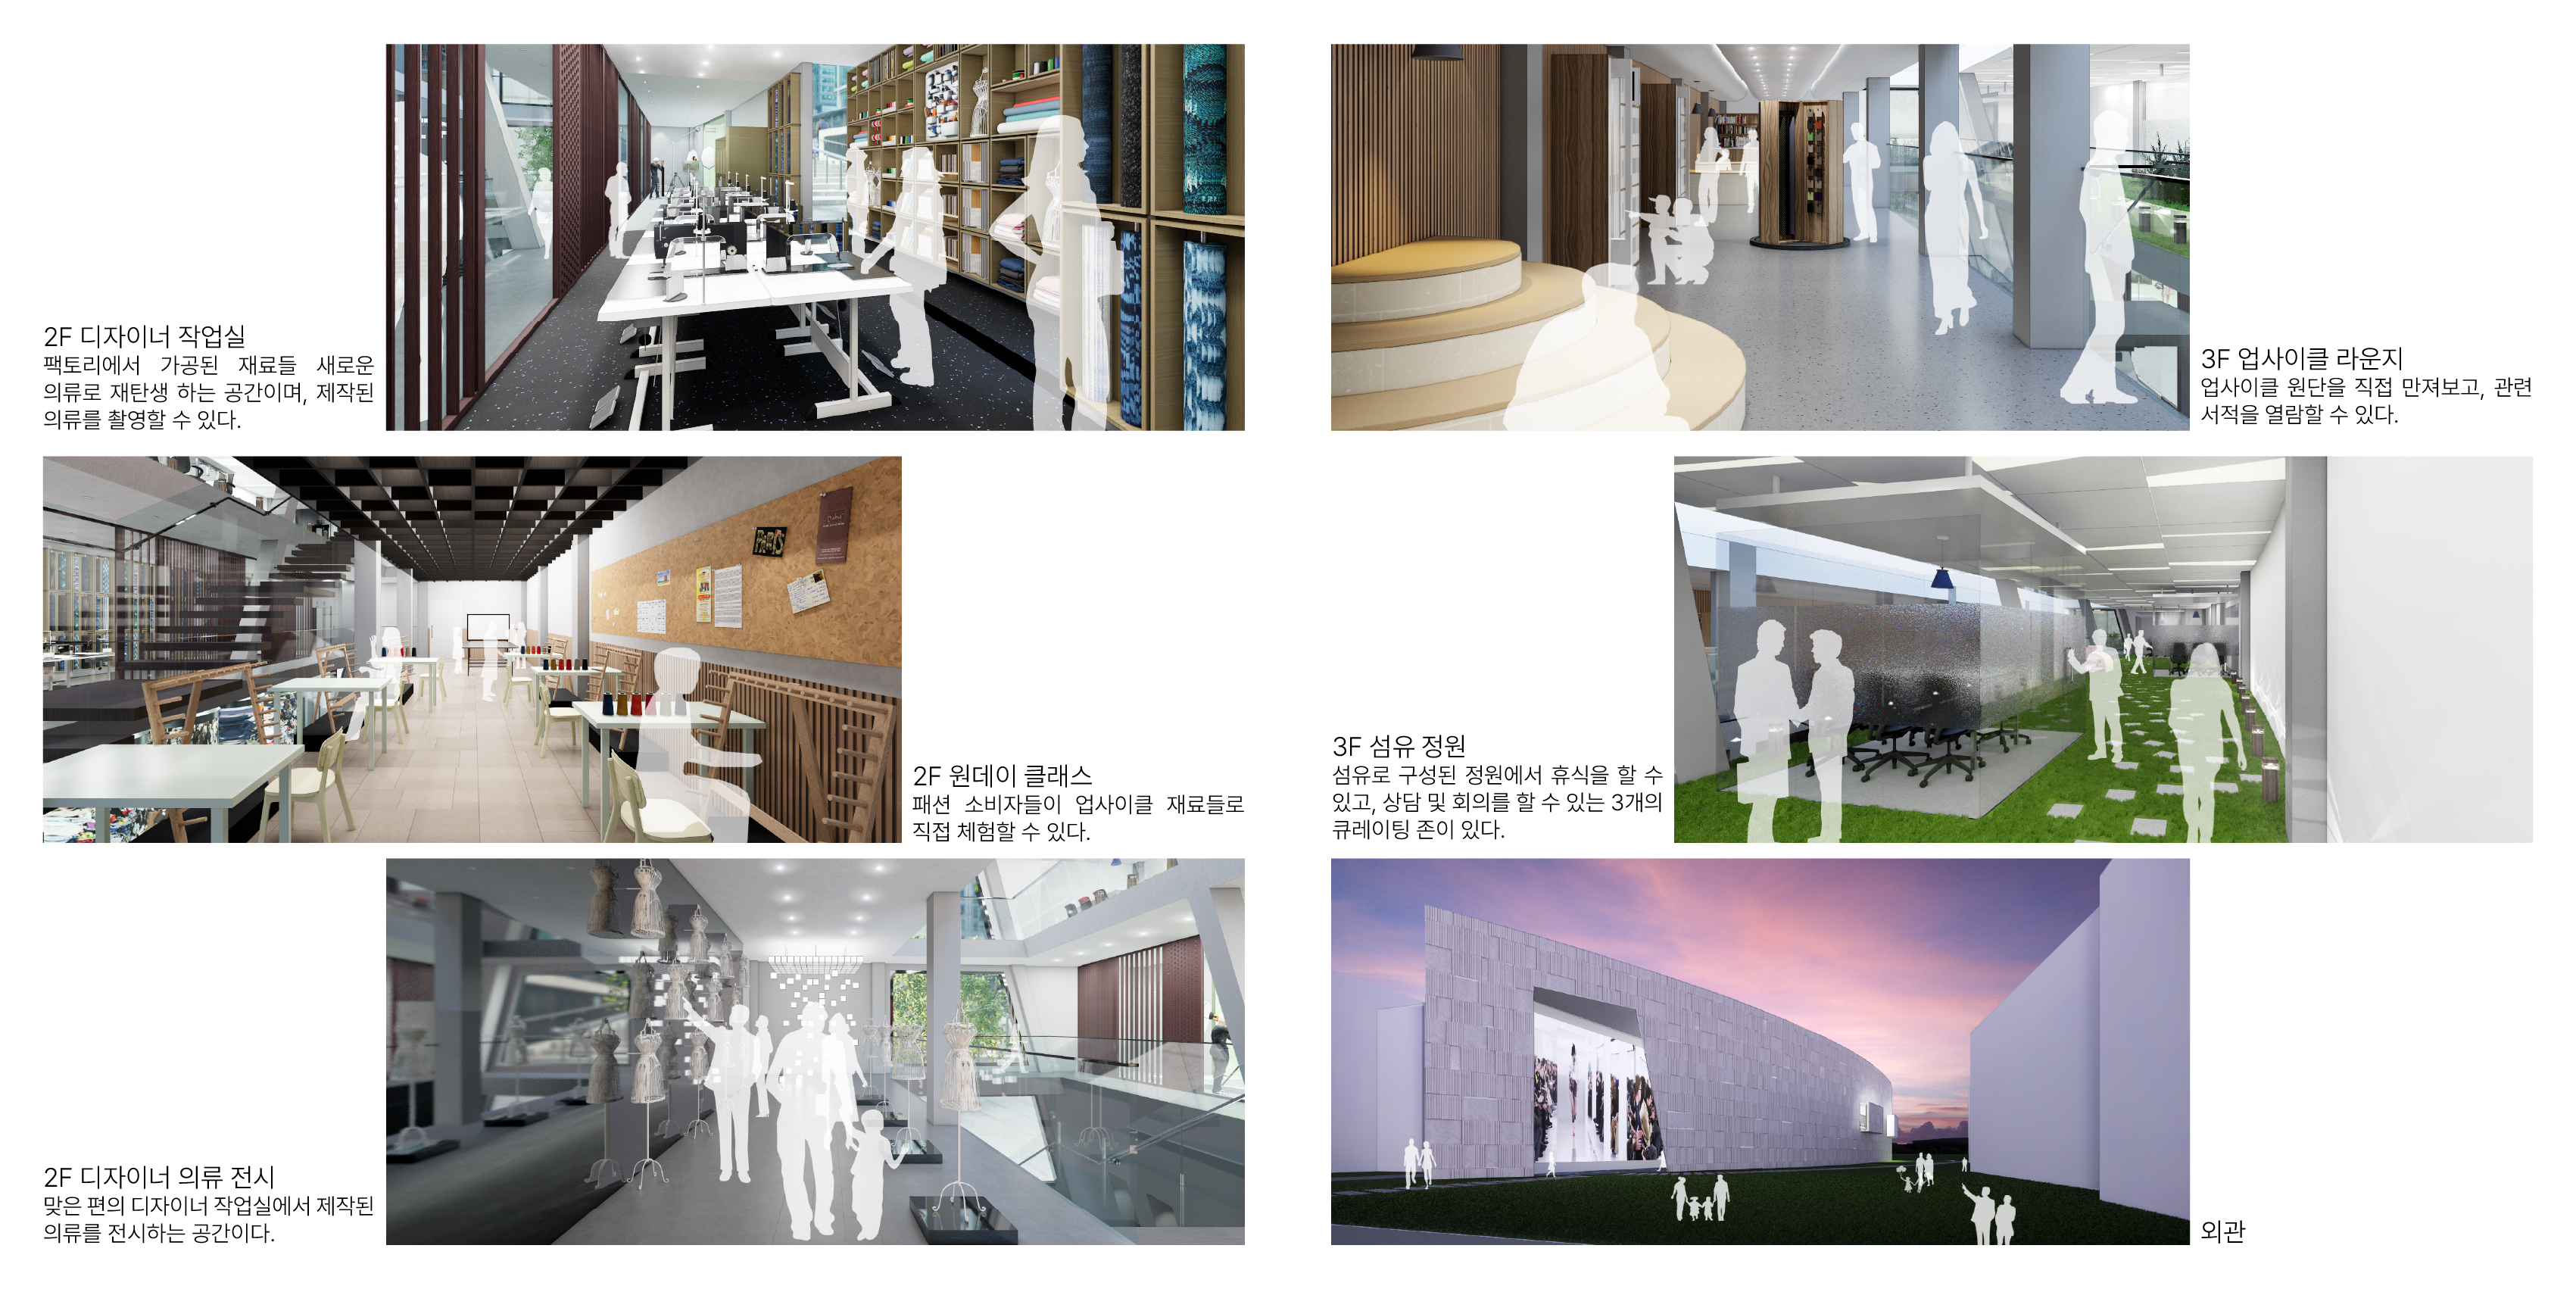 2F 디자이너 작업실
팩토리에서 가공된 재료들 새로운
의류로 재탄생 하는 공간이며, 제작된
의류를 촬영할 수 있다.
2F 원데이 클래스
패션 소비자들이 업사이클 재료들로
직접 체험할 수 있다.
2F 디자이너 의류 전시
맞은 편의 디자이너 작업실에서 제작된
의류를 전시하는 공간이다.
3F 업사이클 라운지
업사이클 원단을 직접 만져보고, 관련
서적을 열람할 수 있다.
3F 섬유 정원
섬유로 구성된 정원에서 휴식을 할 수
있고, 상담 및 회의를 할 수 있는 3개의
큐레이팅 존이 있다.
외관